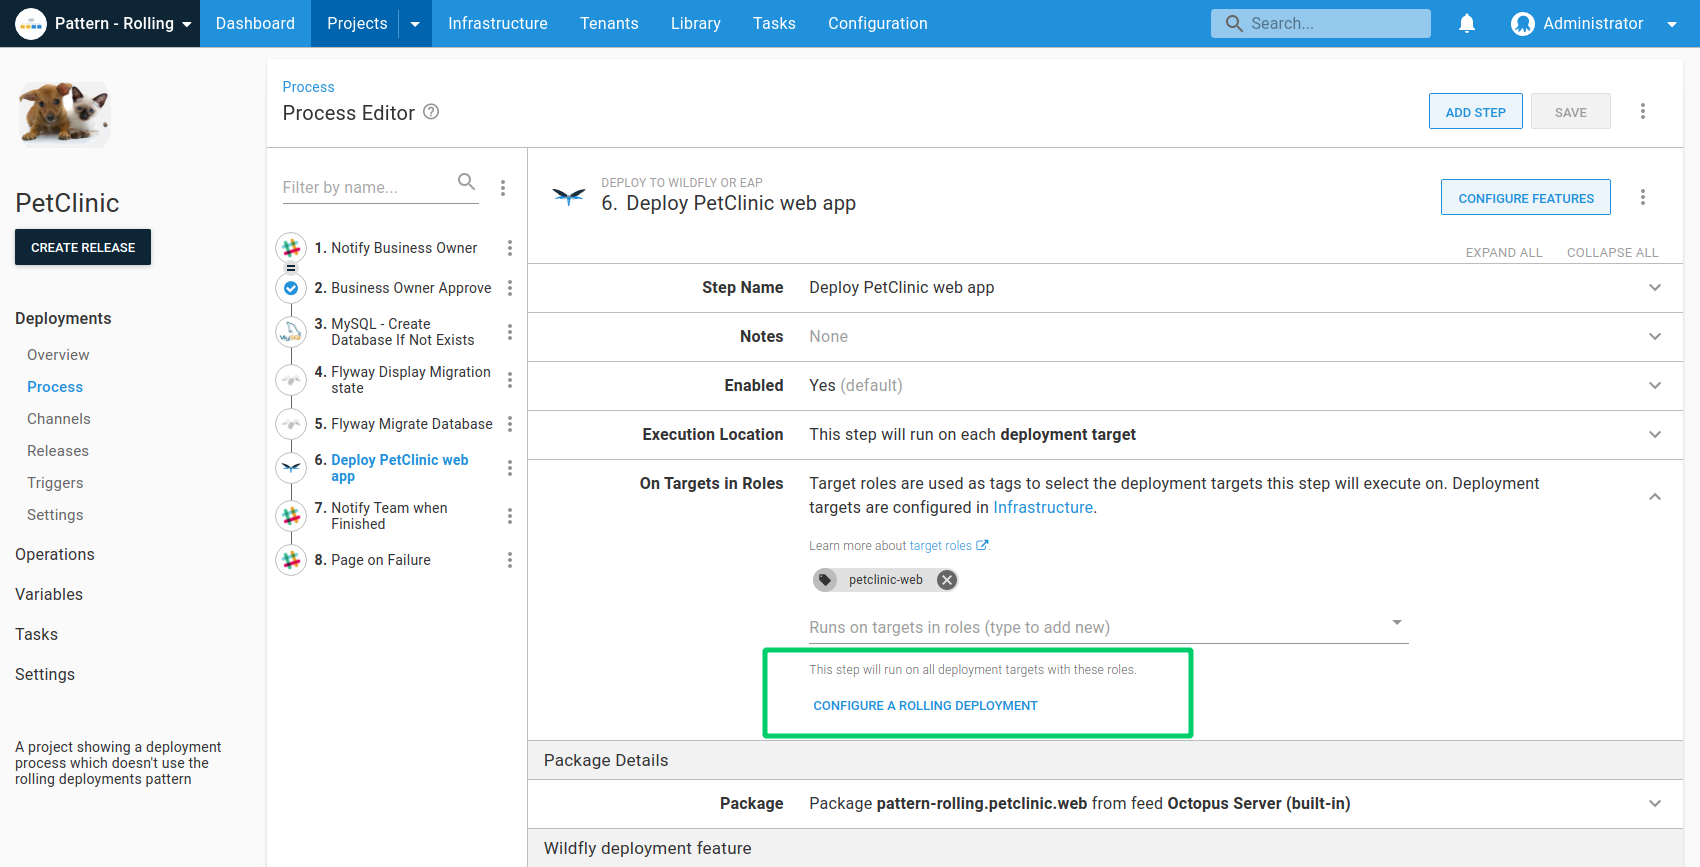 Pattern - Rolling
Dashboard
Projects
Infrastructure
Tenants
Library
Tasks
Configuration
Search...
Administrator
PetClinic
CREATE RELEASE
Deployments
Overview
Process
Channels
Releases
Triggers
Settings
Operations
Variables
Tasks
Settings
A project showing a deployment
process which doesn't use the
rolling deployments pattern
Process
Process Editor
ADD STEP
SAVE
Filter by name...
1. Notify Business Owner
2. Business Owner Approve
3. MySQL - Create
Database If Not Exists
4. Flyway Display Migration
state
5. Flyway Migrate Database
6. Deploy PetClinic web
app
7. Notify Team when
Finished
8. Page on Failure
DEPLOY TO WILDFLY OR EAP
6. Deploy PetClinic web app
CONFIGURE FEATURES
EXPAND ALL
COLLAPSE ALL
Step Name
Deploy PetClinic web app
Notes
None
Enabled
Yes (default)
Execution Location
This step will run on each deployment target
On Targets in Roles
Target roles are used as tags to select the deployment targets this step will execute on. Deployment
targets are configured in Infrastructure.
Learn more about target roles.
petclinic-web
Runs on targets in roles (type to add new)
This step will run on all deployment targets with these roles.
CONFIGURE A ROLLING DEPLOYMENT
Package Details
Package
Package pattern-rolling.petclinic.web from feed Octopus Server (built-in)
Wildfly deployment feature